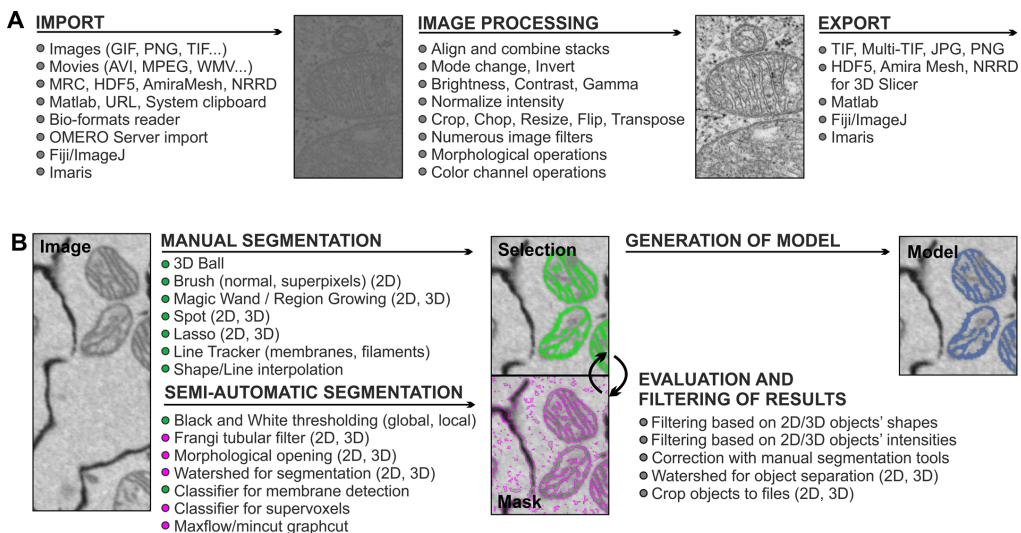 A
IMPORT
Images (GIF, PNG, TIF...)
Movies (AVI, MPEG, WMV...)
MRC, HDF5, AmiraMesh, NRRD
Matlab, URL, System clipboard
Bio-formats reader
OMERO Server import
Fiji/ImageJ
Imaris
IMAGE PROCESSING
Align and combine stacks
Mode change, Invert
Brightness, Contrast, Gamma
Normalize intensity
Crop, Chop, Resize, Flip, Transpose
Numerous image filters
Morphological operations
Color channel operations
EXPORT
TIF, Multi-TIF, JPG, PNG
HDF5, Amira Mesh, NRRD
for 3D Slicer
Matlab
Fiji/ImageJ
Imaris
B
Image
MANUAL SEGMENTATION
3D Ball
Brush (normal, superpixels) (2D)
Magic Wand / Region Growing (2D, 3D)
Spot (2D, 3D)
Lasso (2D, 3D)
Line Tracker (membranes, filaments)
Shape/Line interpolation
SEMI-AUTOMATIC SEGMENTATION
Black and White thresholding (global, local)
Frangi tubular filter (2D, 3D)
Morphological opening (2D, 3D)
Watershed for segmentation (2D, 3D)
Classifier for membrane detection
Classifier for supervoxels
Maxflow/mincut graphcut
Selection
Mask
GENERATION OF MODEL
Model
EVALUATION AND
FILTERING OF RESULTS
Filtering based on 2D/3D objects' shapes
Filtering based on 2D/3D objects' intensities
Correction with manual segmentation tools
Watershed for object separation (2D, 3D)
Crop objects to files (2D, 3D)